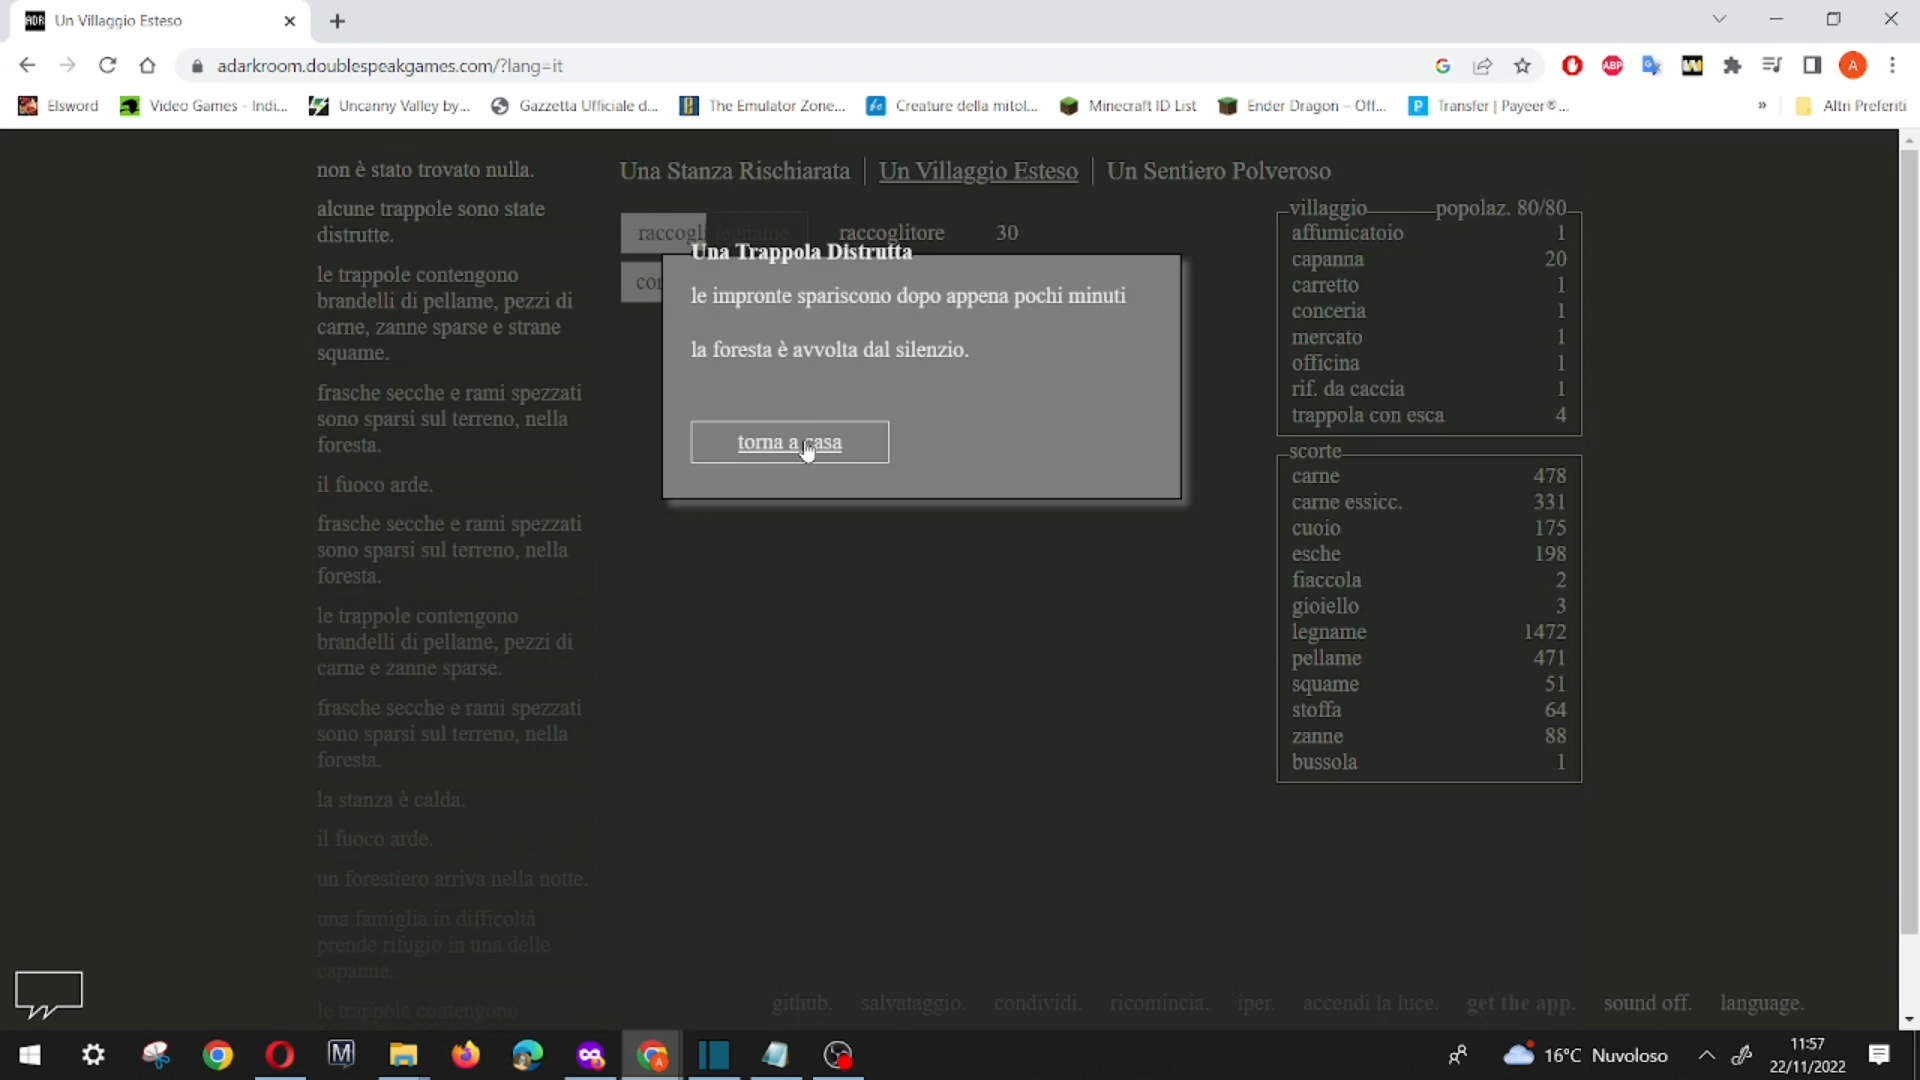 Un Villaggio Esteso
adarkroom.doublespeakgames.com/?lang=it
Elsword
Video Games - Indi...
Uncanny Valley by...
Gazzetta Ufficiale d...
The Emulator Zone...
Creature della mitol...
Minecraft ID List
Ender Dragon – Off...
Transfer | Payeer®...
»
Altri Preferiti
non è stato trovato nulla.
alcune trappole sono state
distrutte.
le trappole contengono
brandelli di pellame, pezzi di
carne, zanne sparse e strane
squame.
frasche secche e rami spezzati
sono sparsi sul terreno, nella
foresta.
il fuoco arde.
frasche secche e rami spezzati
sono sparsi sul terreno, nella
foresta.
le trappole contengono
brandelli di pellame, pezzi di
carne e zanne sparse.
frasche secche e rami spezzati
sono sparsi sul terreno, nella
foresta.
la stanza è calda.
il fuoco arde.
un forestiero arriva nella notte.
una famiglia in difficoltà
prende rifugio in una delle
capanne.
le trappole contengono
Una Stanza Rischiarata
Un Villaggio Esteso
Un Sentiero Polveroso
raccogli legname
raccoglitore 30
Una Trappola Distrutta
le impronte spariscono dopo appena pochi minuti
la foresta è avvolta dal silenzio.
torna a casa
villaggio popolaz. 80/80
affumicatoio 1
capanna 20
carretto 1
conceria 1
mercato 1
officina 1
rif. da caccia 1
trappola con esca 4
scorte
carne 478
carne essicc. 331
cuoio 175
esche 198
fiaccola 2
gioiello 3
legname 1472
pellame 471
squame 51
stoffa 64
zanne 88
bussola 1
github. salvataggio. condividi. ricomincia. iper. accendi la luce. get the app. sound off. language.
16°C Nuvoloso
11:57
22/11/2022